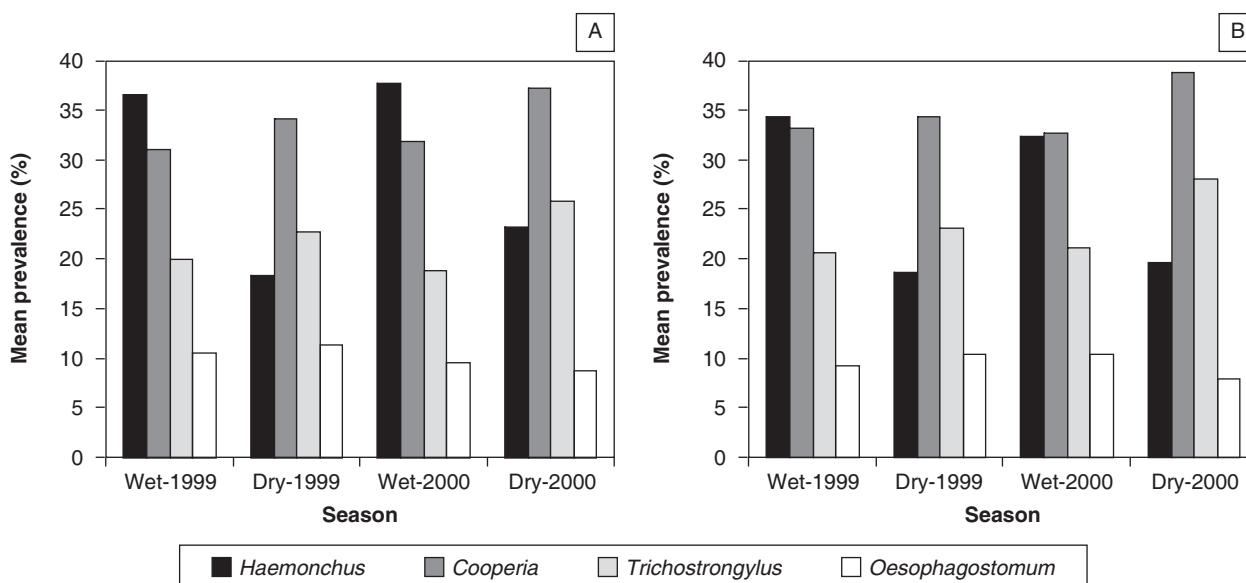 A
Mean prevalence (%)
40
35
30
25
20
15
10
5
0
Wet-1999 Dry-1999 Wet-2000 Dry-2000
Season
B
Mean prevalence (%)
40
35
30
25
20
15
10
5
0
Wet-1999 Dry-1999 Wet-2000 Dry-2000
Season
Haemonchus Cooperia Trichostrongylus Oesophagostomum